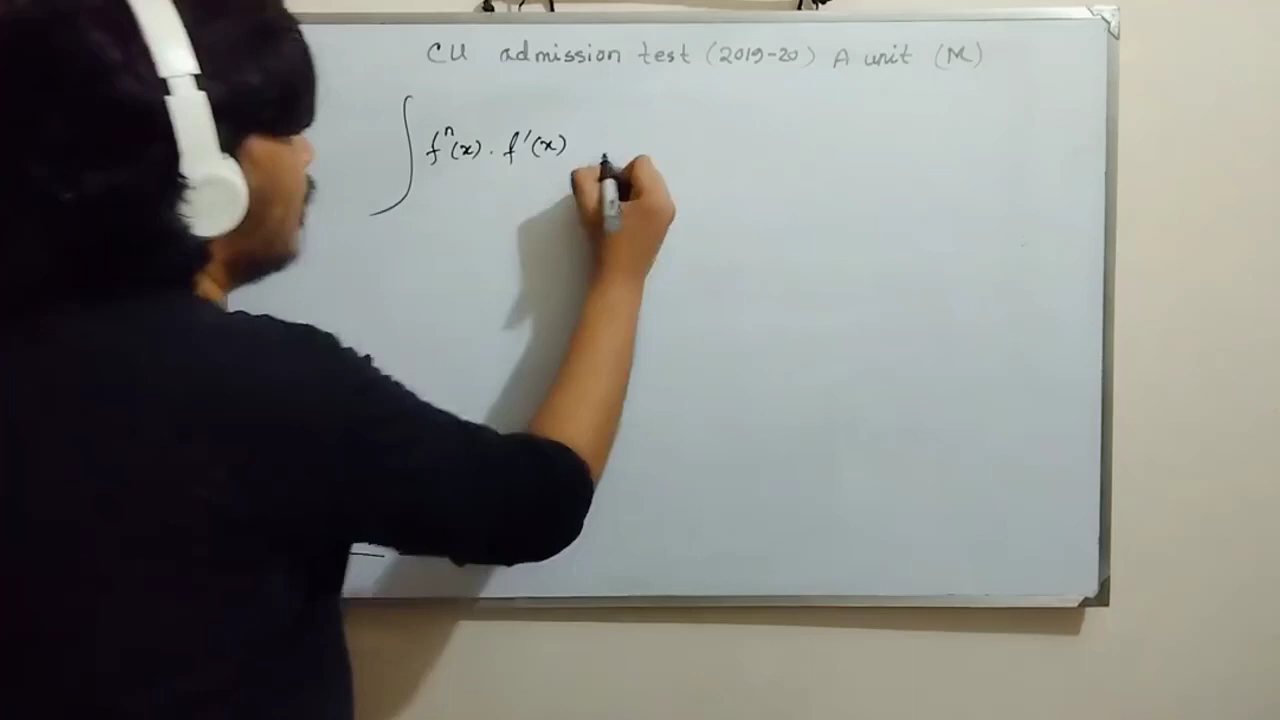 CU admission test (2019-20) A unit (M)
∫ fⁿ(x). f'(x)